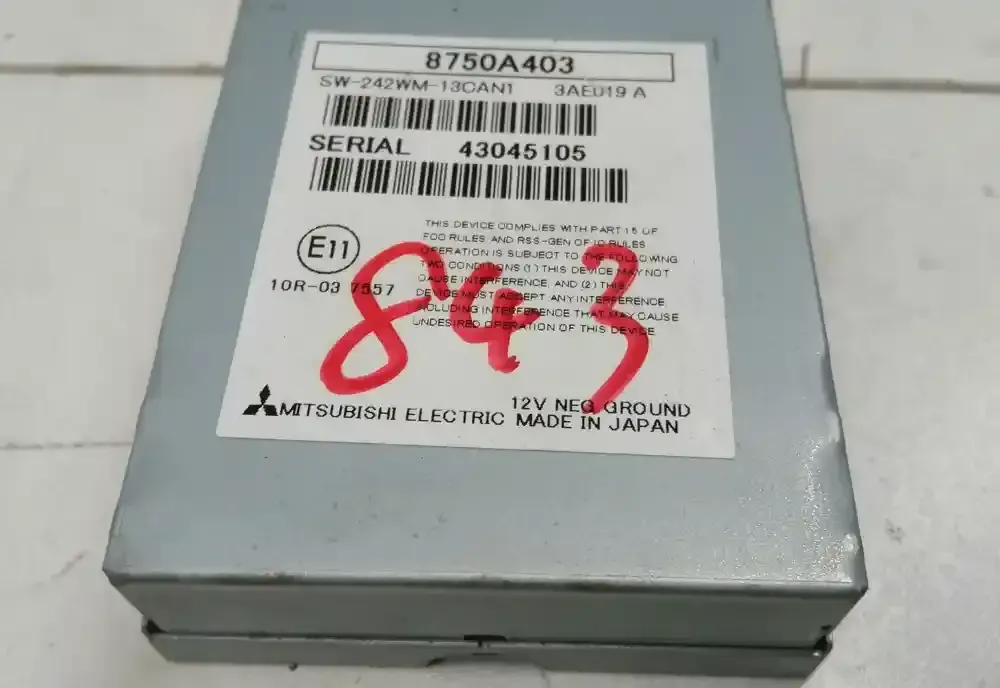 8750A403
SW-242WM-13CAN1 3AE019 A
SERIAL 43045105
E11
10R-03 7557
THIS DEVICE COMPLIES WITH PART 15 OF
FCC RULES AND RSS-GEN OF IC RULES
OPERATION IS SUBJECT TO THE FOLLOWING
TWO CONDITIONS (1) THIS DEVICE MAY NOT
CAUSE INTERFERENCE, AND (2) THIS
DEVICE MUST ACCEPT ANY INTERFERENCE,
INCLUDING INTERFERENCE THAT MAY CAUSE
UNDESIRED OPERATION OF THIS DEVICE
12V NEG GROUND
MITSUBISHI ELECTRIC MADE IN JAPAN